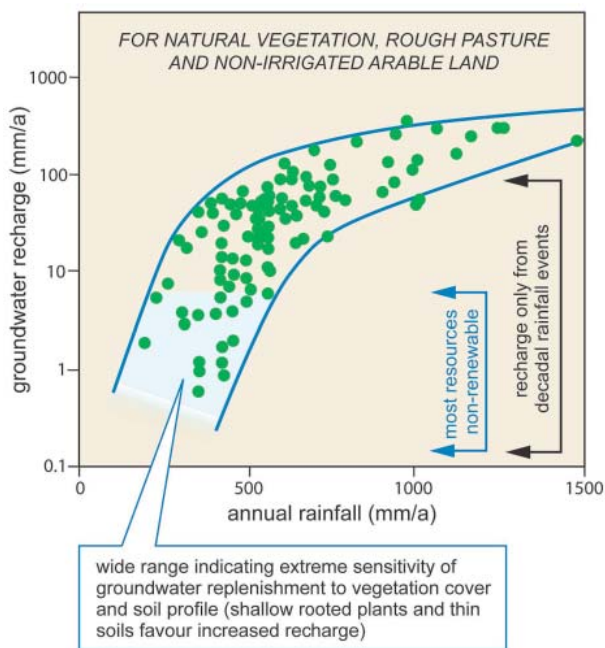 FOR NATURAL VEGETATION, ROUGH PASTURE
AND NON-IRRIGATED ARABLE LAND
groundwater recharge (mm/a)
1000
100
10
1
0.1
0
500
1000
1500
annual rainfall (mm/a)
most resources
non-renewable
recharge only from
decadal rainfall events
wide range indicating extreme sensitivity of
groundwater replenishment to vegetation cover
and soil profile (shallow rooted plants and thin
soils favour increased recharge)